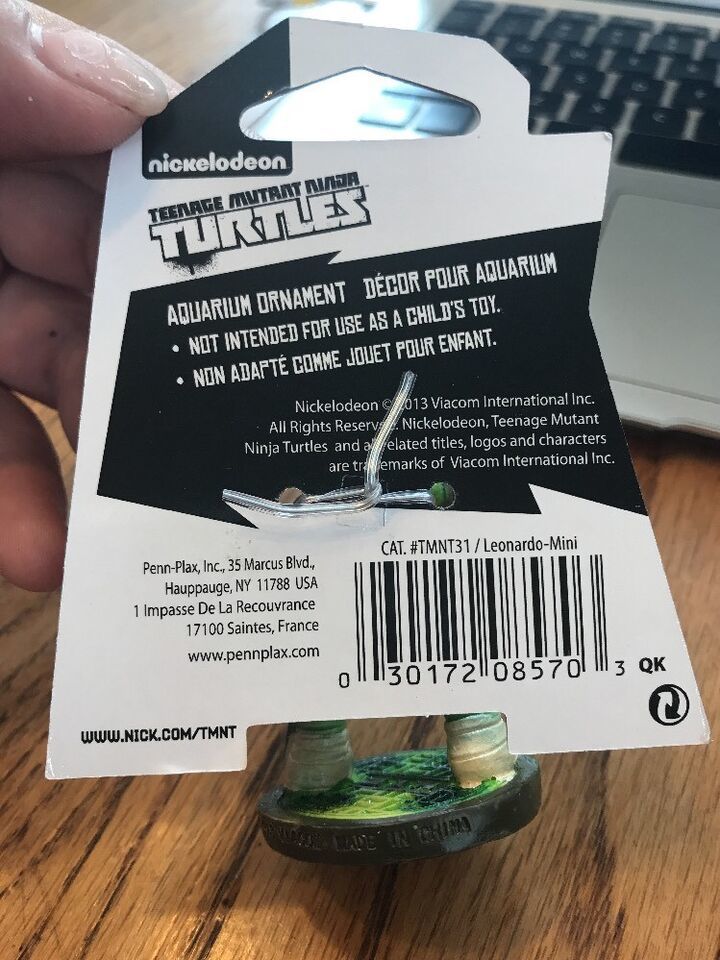 nickelodeon
TEENAGE MUTANT NINJA
TURTLES
AQUARIUM ORNAMENT DÉCOR POUR AQUARIUM
• NOT INTENDED FOR USE AS A CHILD'S TOY.
• NON ADAPTÉ COMME JOUET POUR ENFANT.
Nickelodeon © 2013 Viacom International Inc.
All Rights Reserved. Nickelodeon, Teenage Mutant
Ninja Turtles and all related titles, logos and characters
are trademarks of Viacom International Inc.
CAT. #TMNT31 / Leonardo-Mini
Penn-Plax, Inc., 35 Marcus Blvd.,
Hauppauge, NY 11788 USA
1 Impasse De La Recouvrance
17100 Saintes, France
www.pennplax.com
0 30172 08570 3 QK
WWW.NICK.COM/TMNT
MADE IN CHINA